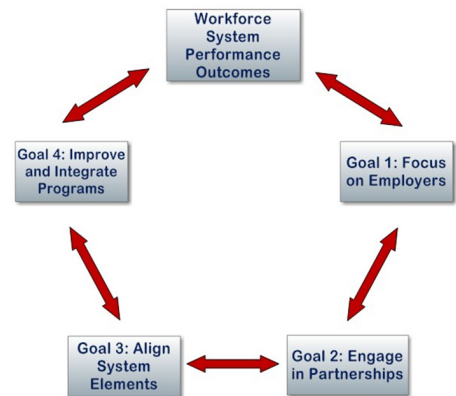 Workforce
System
Performance
Outcomes
Goal 1: Focus
on Employers
Goal 2: Engage
in Partnerships
Goal 3: Align
System
Elements
Goal 4: Improve
and Integrate
Programs